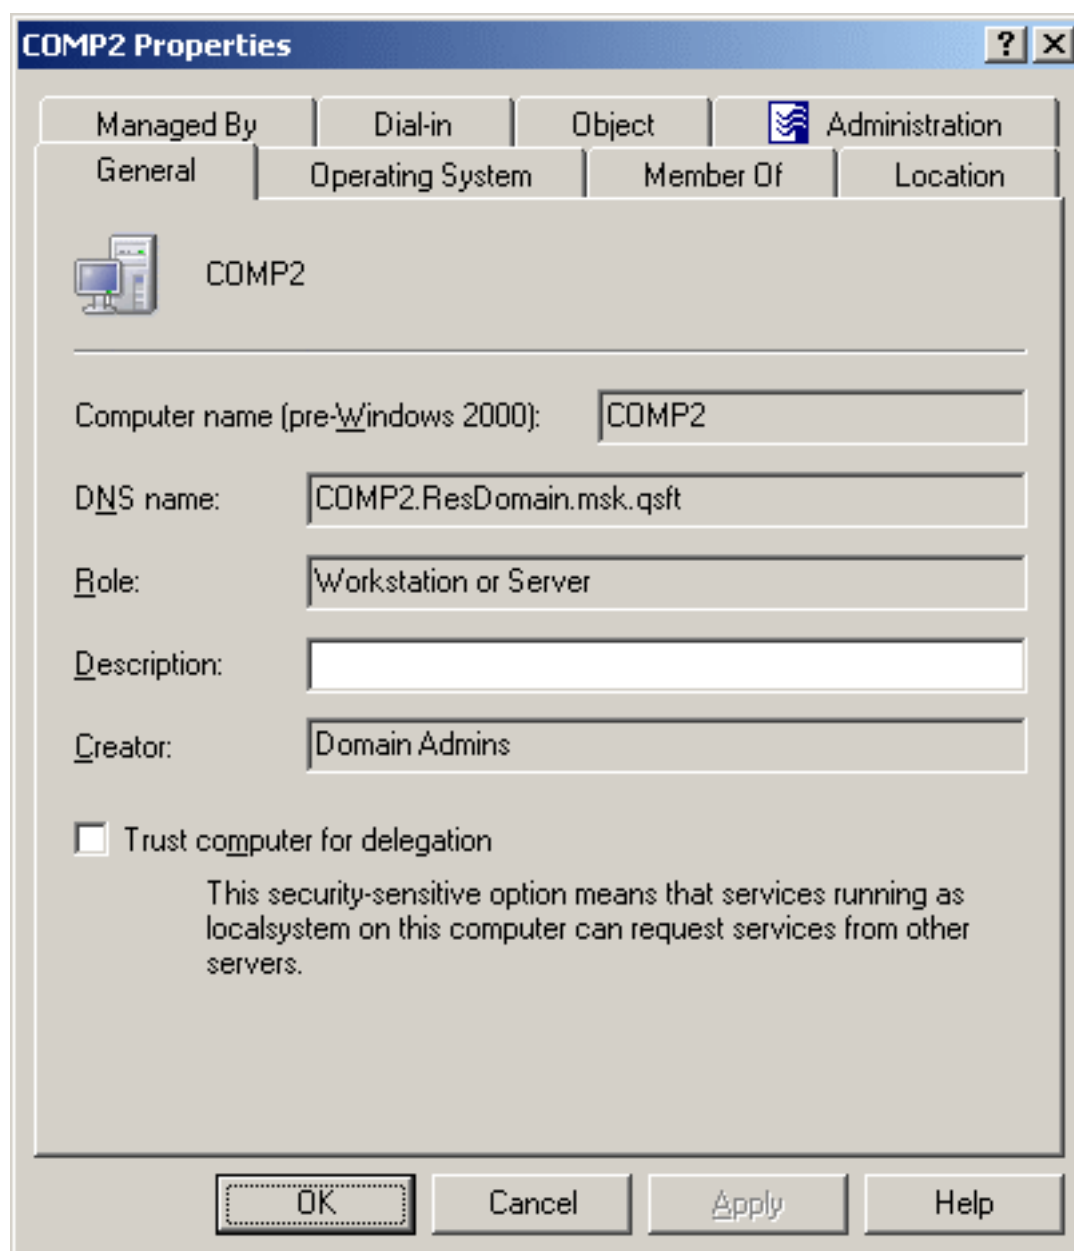 COMP2 Properties
Managed By
Dial-in
Object
Administration
General
Operating System
Member Of
Location
COMP2
Computer name (pre-Windows 2000):
COMP2
DNS name:
COMP2.ResDomain.msk.qsft
Role:
Workstation or Server
Description:
Creator:
Domain Admins
Trust computer for delegation
This security-sensitive option means that services running as
localsystem on this computer can request services from other
servers.
OK
Cancel
Apply
Help